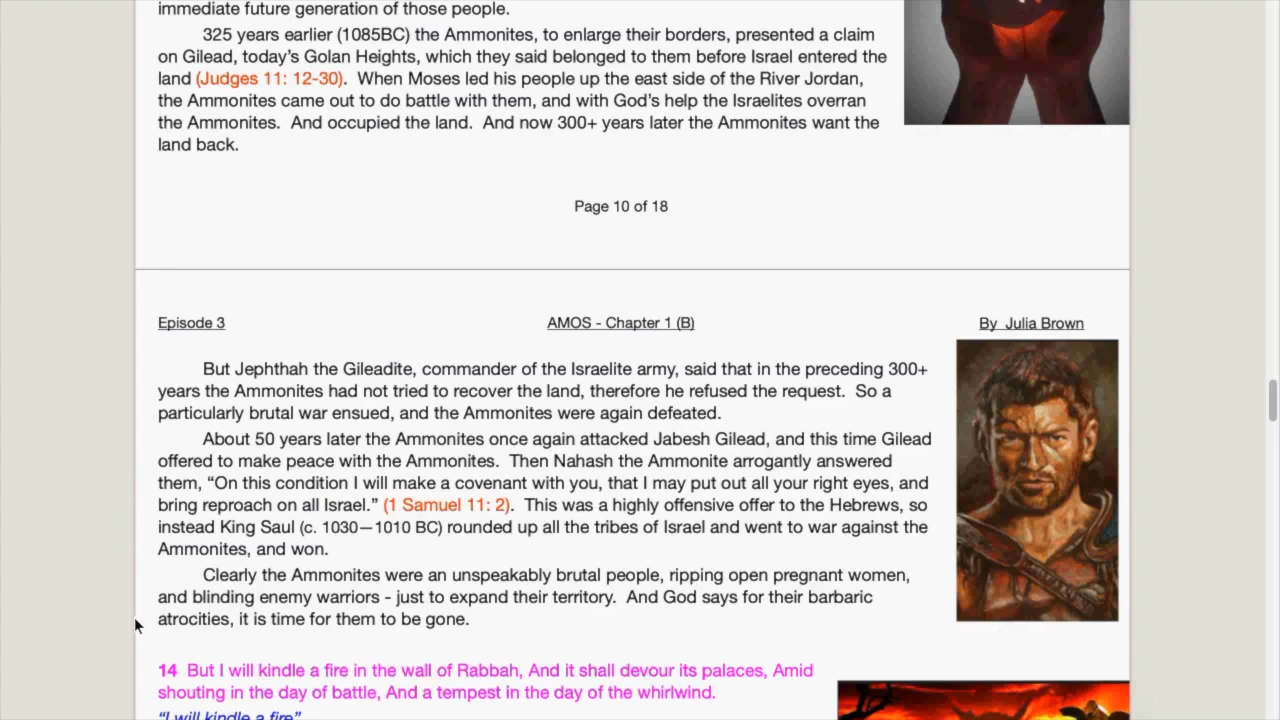 immediate future generation of those people.
325 years earlier (1085BC) the Ammonites, to enlarge their borders, presented a claim
on Gilead, today’s Golan Heights, which they said belonged to them before Israel entered the
land (Judges 11: 12-30).  When Moses led his people up the east side of the River Jordan,
the Ammonites came out to do battle with them, and with God’s help the Israelites overran
the Ammonites.  And occupied the land.  And now 300+ years later the Ammonites want the
land back.
Page 10 of 18
Episode 3 AMOS - Chapter 1 (B) By  Julia Brown
But Jephthah the Gileadite, commander of the Israelite army, said that in the preceding 300+
years the Ammonites had not tried to recover the land, therefore he refused the request.  So a
particularly brutal war ensued, and the Ammonites were again defeated.
About 50 years later the Ammonites once again attacked Jabesh Gilead, and this time Gilead
offered to make peace with the Ammonites.  Then Nahash the Ammonite arrogantly answered
them, “On this condition I will make a covenant with you, that I may put out all your right eyes, and
bring reproach on all Israel.” (1 Samuel 11: 2).  This was a highly offensive offer to the Hebrews, so
instead King Saul (c. 1030—1010 BC) rounded up all the tribes of Israel and went to war against the
Ammonites, and won.
Clearly the Ammonites were an unspeakably brutal people, ripping open pregnant women,
and blinding enemy warriors - just to expand their territory.  And God says for their barbaric
atrocities, it is time for them to be gone.
14  But I will kindle a fire in the wall of Rabbah, And it shall devour its palaces, Amid
shouting in the day of battle, And a tempest in the day of the whirlwind.
“I will kindle a fire”